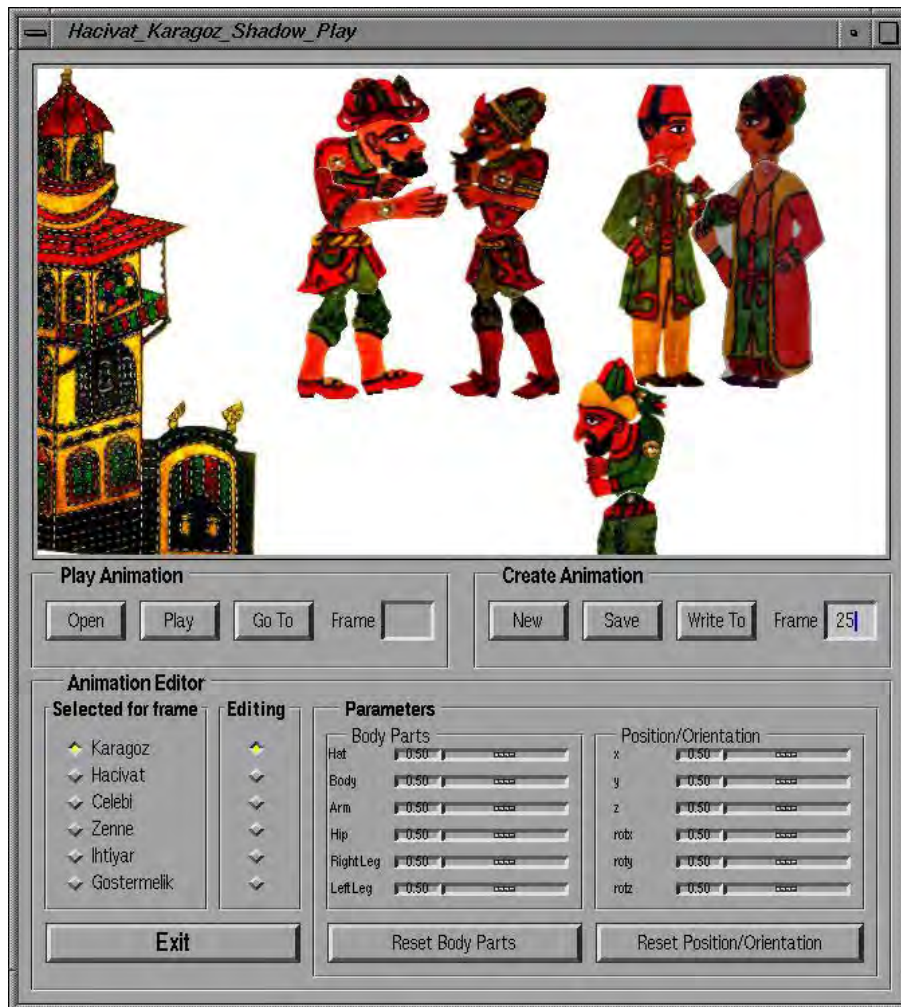 Hacivat_Karagoz_Shadow_Play
Play Animation
Open Play Go To Frame
Create Animation
New Save Write To Frame 25
Animation Editor
Selected for frame
Karagoz
Hacivat
Celebi
Zenne
Ihtiyar
Gostermelik
Editing
Parameters
Body Parts
Hat 0.50
Body 0.50
Arm 0.50
Hip 0.50
RightLeg 0.50
LeftLeg 0.50
Position/Orientation
x 0.50
y 0.50
z 0.50
rotx 0.50
roty 0.50
rotz 0.50
Exit
Reset Body Parts
Reset Position/Orientation